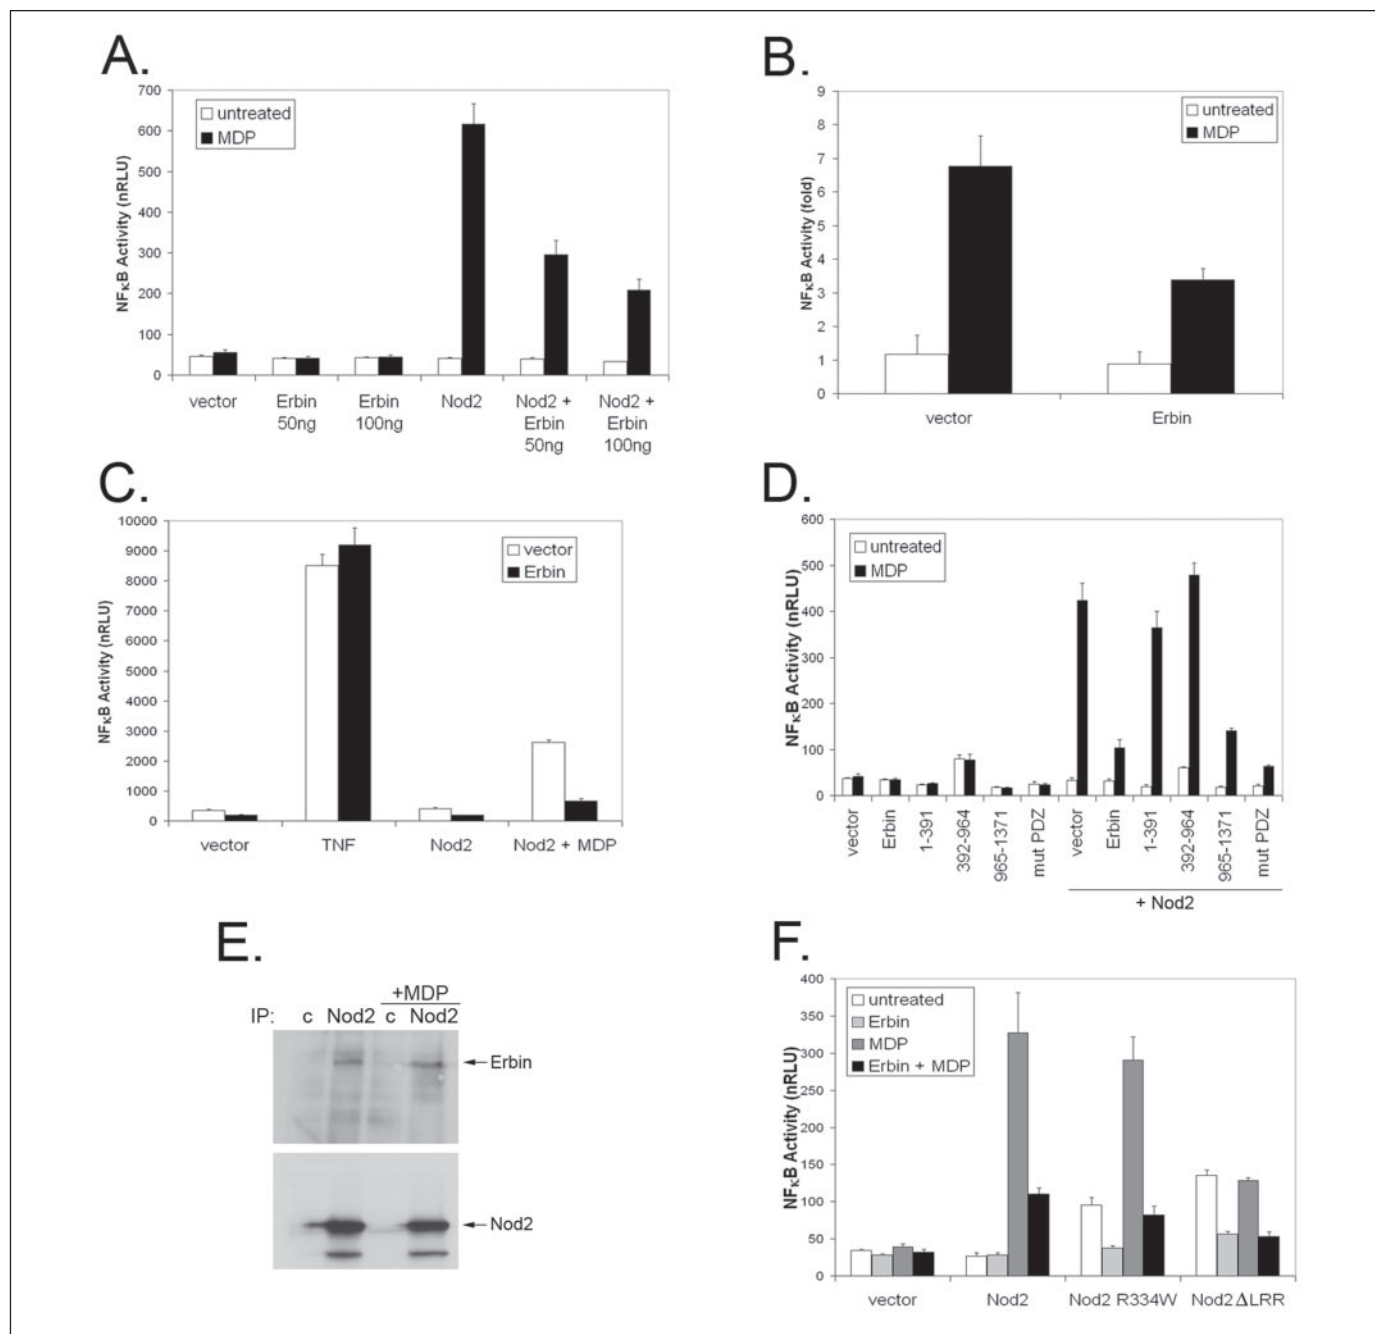 A.
NFκB Activity (nRLU)
700
600
500
400
300
200
100
0
untreated
MDP
vector
Erbin 50ng
Erbin 100ng
Nod2
Nod2 + Erbin 50ng
Nod2 + Erbin 100ng
B.
NFκB Activity (fold)
9
8
7
6
5
4
3
2
1
0
untreated
MDP
vector
Erbin
C.
NFκB Activity (nRLU)
10000
9000
8000
7000
6000
5000
4000
3000
2000
1000
0
vector
Erbin
vector
TNF
Nod2
Nod2 + MDP
D.
NFκB Activity (nRLU)
600
500
400
300
200
100
0
untreated
MDP
vector
Erbin
1-391
392-964
965-1371
mut PDZ
vector
Erbin
1-391
392-964
965-1371
mut PDZ
+ Nod2
E.
+MDP
IP: c Nod2 c Nod2
Erbin
Nod2
F.
NFκB Activity (nRLU)
400
350
300
250
200
150
100
50
0
untreated
Erbin
MDP
Erbin + MDP
vector
Nod2
Nod2 R334W
Nod2 ΔLRR